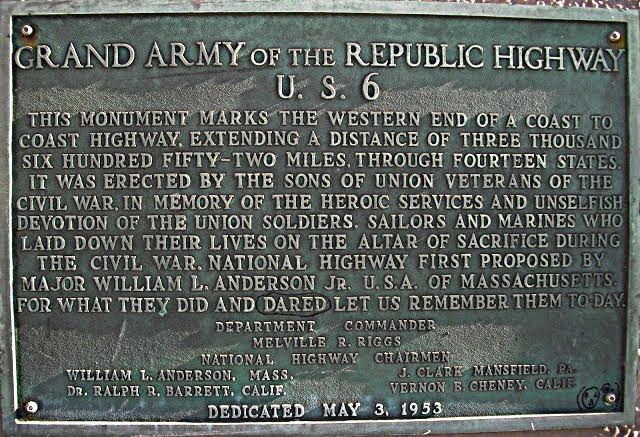 GRAND ARMY OF THE REPUBLIC HIGHWAY
U. S. 6
THIS MONUMENT MARKS THE WESTERN END OF A COAST TO
COAST HIGHWAY, EXTENDING A DISTANCE OF THREE THOUSAND
SIX HUNDRED FIFTY-TWO MILES, THROUGH FOURTEEN STATES.
IT WAS ERECTED BY THE SONS OF UNION VETERANS OF THE
CIVIL WAR, IN MEMORY OF THE HEROIC SERVICES AND UNSELFISH
DEVOTION OF THE UNION SOLDIERS, SAILORS AND MARINES WHO
LAID DOWN THEIR LIVES ON THE ALTAR OF SACRIFICE DURING
THE CIVIL WAR. NATIONAL HIGHWAY FIRST PROPOSED BY
MAJOR WILLIAM L. ANDERSON JR. U.S.A. OF MASSACHUSETTS.
FOR WHAT THEY DID AND DARED LET US REMEMBER THEM TO-DAY.
DEPARTMENT COMMANDER
MELVILLE R. RIGGS
NATIONAL HIGHWAY CHAIRMEN
WILLIAM L. ANDERSON, MASS. J. CLARK MANSFIELD, PA.
DR. RALPH R. BARRETT, CALIF. VERNON B. CHENEY, CALIF.
DEDICATED MAY 3, 1953